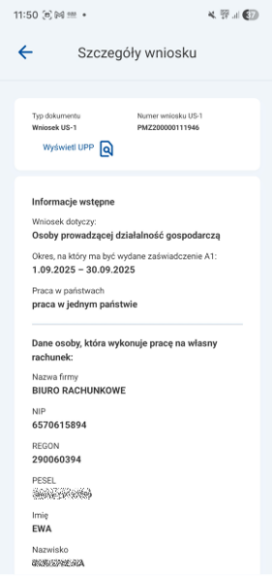 11:50
Szczegóły wniosku
Typ dokumentu
Numer wniosku US-1
Wniosek US-1
PMZ200000111946
Wyświetl UPP
Informacje wstępne
Wniosek dotyczy:
Osoby prowadzącej działalność gospodarczą
Okres, na który ma być wydane zaświadczenie A1:
1.09.2025 – 30.09.2025
Praca w państwach
praca w jednym państwie
Dane osoby, która wykonuje pracę na własny
rachunek:
Nazwa firmy
BIURO RACHUNKOWE
NIP
6570615894
REGON
290060394
PESEL
Imię
EWA
Nazwisko